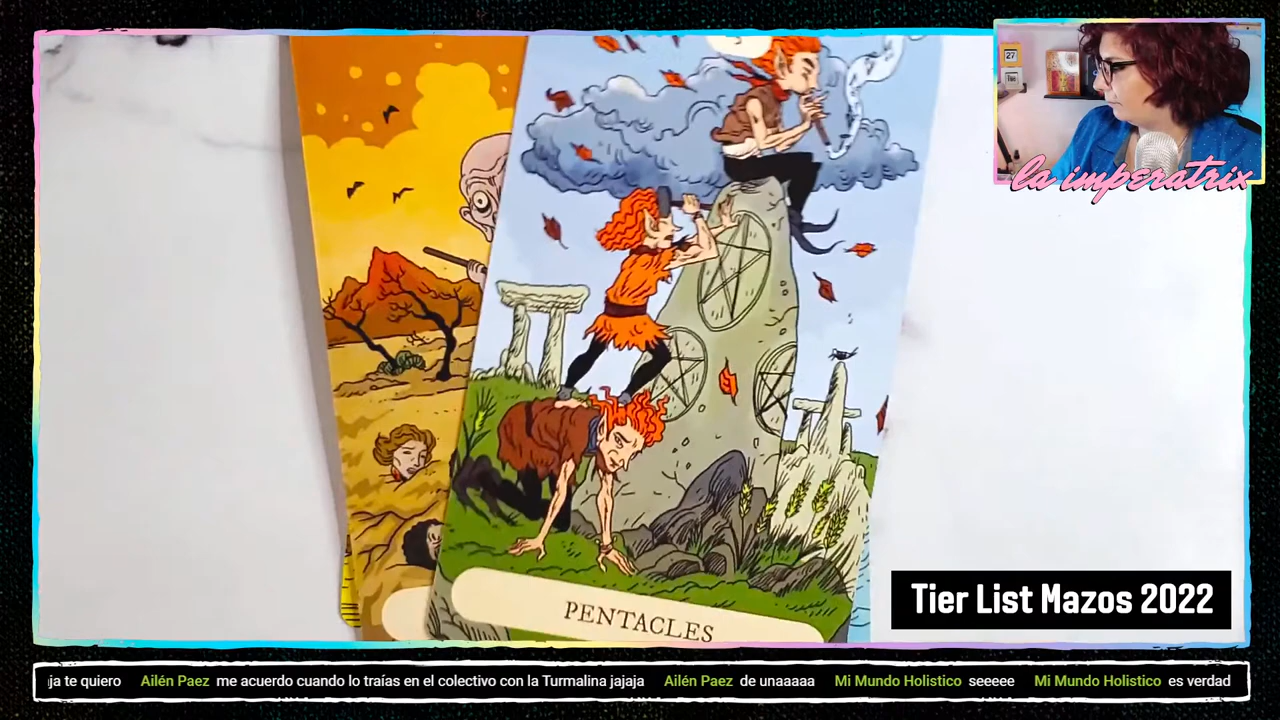 27
la imperatrix
PENTACLES
Tier List Mazos 2022
ja te quiero Ailén Paez me acuerdo cuando lo traías en el colectivo con la Turmalina jajaja Ailén Paez de unaaaaa Mi Mundo Holistico seeeee Mi Mundo Holistico es verdad